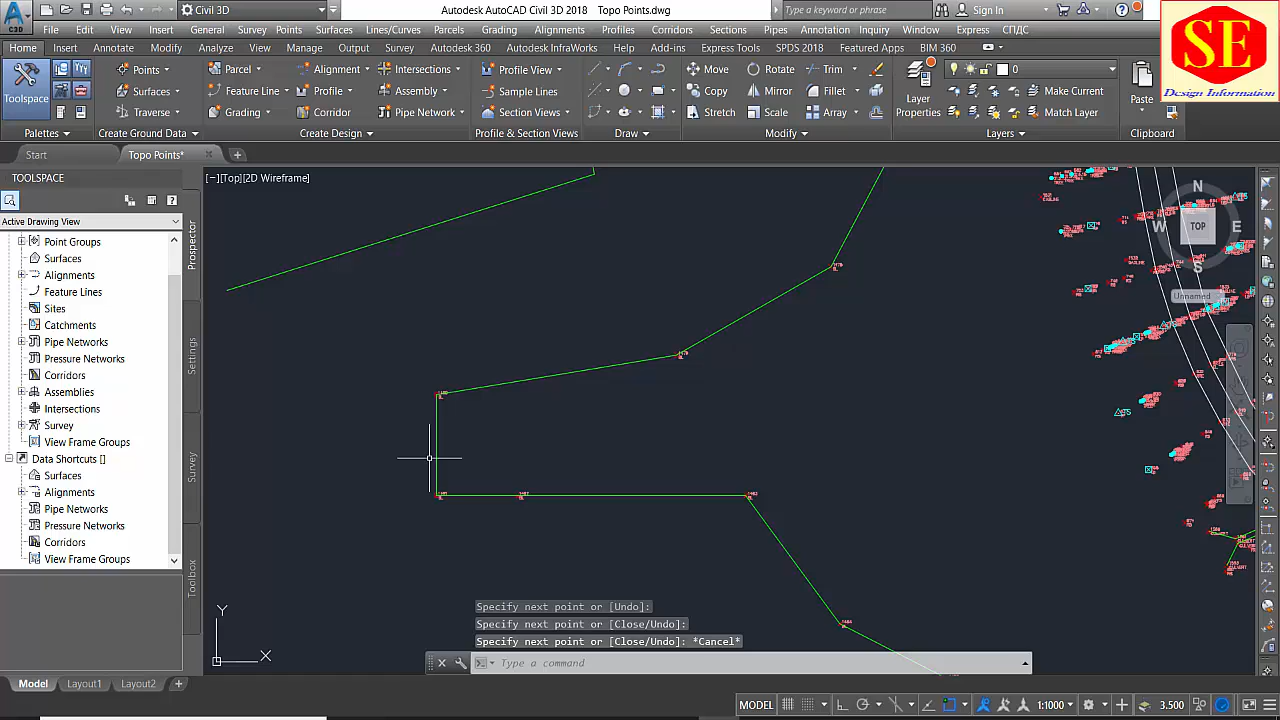 Civil 3D
Autodesk AutoCAD Civil 3D 2018 Topo Points.dwg
Type a keyword or phrase
Sign In
File Edit View Insert General Survey Points Surfaces Lines/Curves Parcels Grading Alignments Profiles Corridors Sections Pipes Annotation Inquiry Window Express СПДС
Home Insert Annotate Modify Analyze View Manage Output Survey Autodesk 360 Autodesk InfraWorks Help Add-ins Express Tools SPDS 2018 Featured Apps BIM 360
SE
Design Information
Points Parcel Alignment Intersections Profile View Move Rotate Trim 0
Toolspace Surfaces Feature Line Profile Assembly Sample Lines Copy Mirror Fillet Layer Properties Make Current Paste
Traverse Grading Corridor Pipe Network Section Views Stretch Scale Array Match Layer
Palettes Create Ground Data Create Design Profile & Section Views Draw Modify Layers Clipboard
Start Topo Points*
TOOLSPACE
[−][Top][2D Wireframe]
Active Drawing View
Point Groups
Surfaces
Alignments
Feature Lines
Sites
Catchments
Pipe Networks
Pressure Networks
Corridors
Assemblies
Intersections
Survey
View Frame Groups
Data Shortcuts []
Surfaces
Alignments
Pipe Networks
Pressure Networks
Corridors
View Frame Groups
Prospector
Settings
Survey
Toolbox
N
W TOP E
S
Unnamed
Y
X
Specify next point or [Undo]:
Specify next point or [Close/Undo]:
Specify next point or [Close/Undo]: *Cancel*
Type a command
Model Layout1 Layout2
MODEL 1:1000 3.500